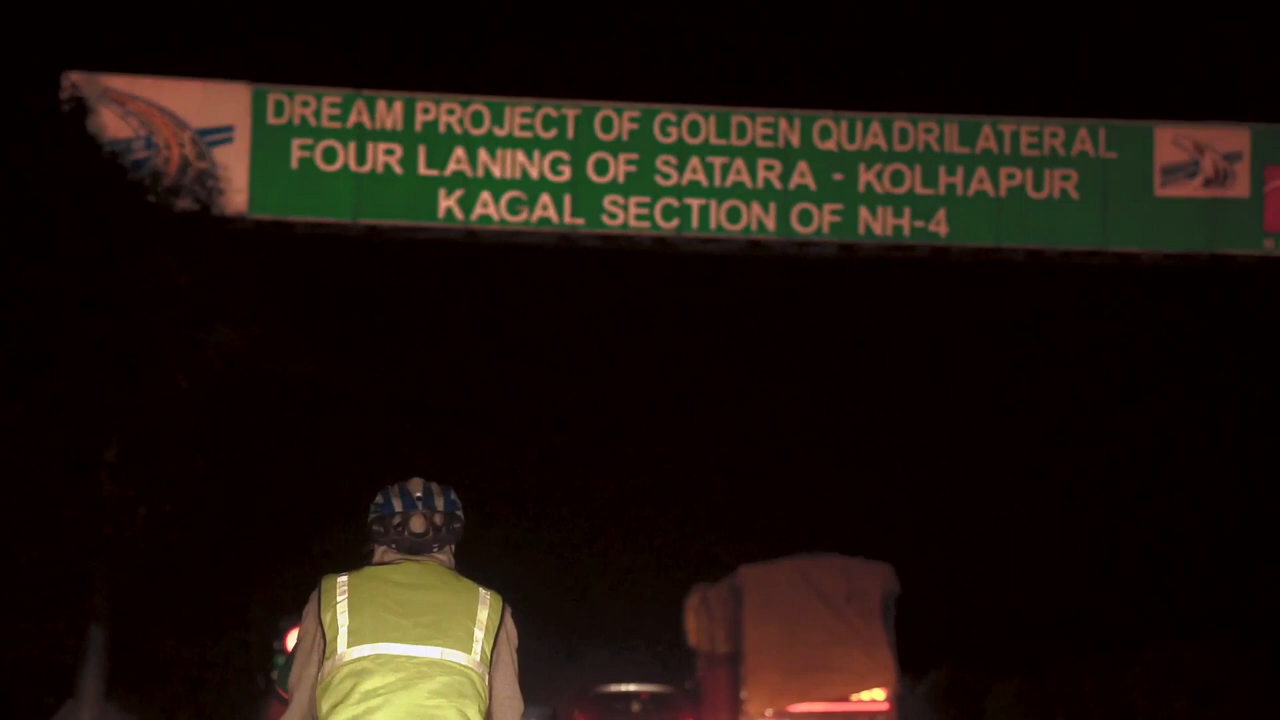 DREAM PROJECT OF GOLDEN QUADRILATERAL
FOUR LANING OF SATARA - KOLHAPUR
KAGAL SECTION OF NH-4